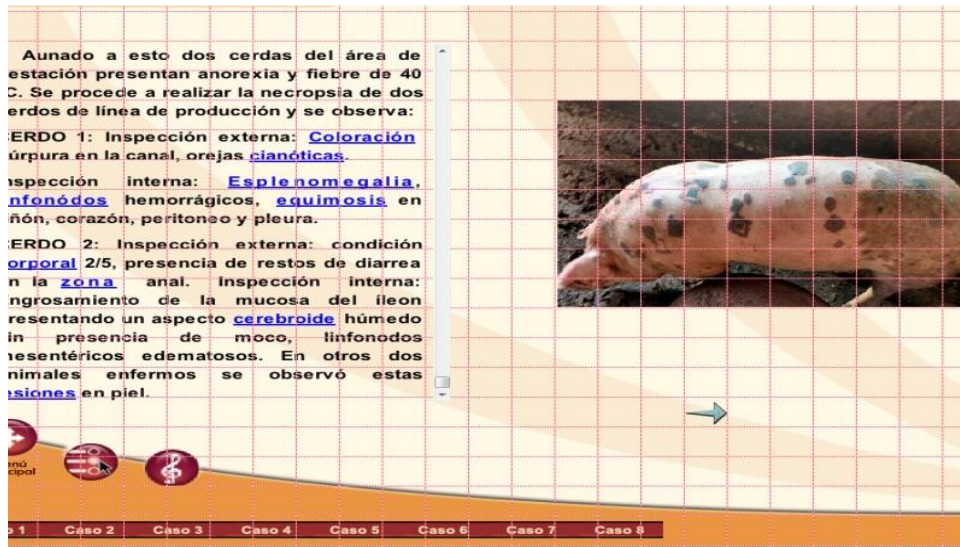 Aunado a esto dos cerdas del área de
estación presentan anorexia y fiebre de 40
C. Se procede a realizar la necropsia de dos
erdos de línea de producción y se observa:
ERDO 1: Inspección externa: Coloración
úrpura en la canal, orejas cianóticas.
nspección interna: Esplenomegalia,
nfonódos hemorrágicos, equimosis en
iñón, corazón, peritoneo y pleura.
ERDO 2: Inspección externa: condición
orporal 2/5, presencia de restos de diarrea
n la zona anal. Inspección interna:
ngrosamiento de la mucosa del íleon
resentando un aspecto cerebroide húmedo
in presencia de moco, linfonodos
mesentéricos edematosos. En otros dos
nimales enfermos se observó estas
esiones en piel.
enú
cipal
o 1 Caso 2 Caso 3 Caso 4 Caso 5 Caso 6 Caso 7 Caso 8